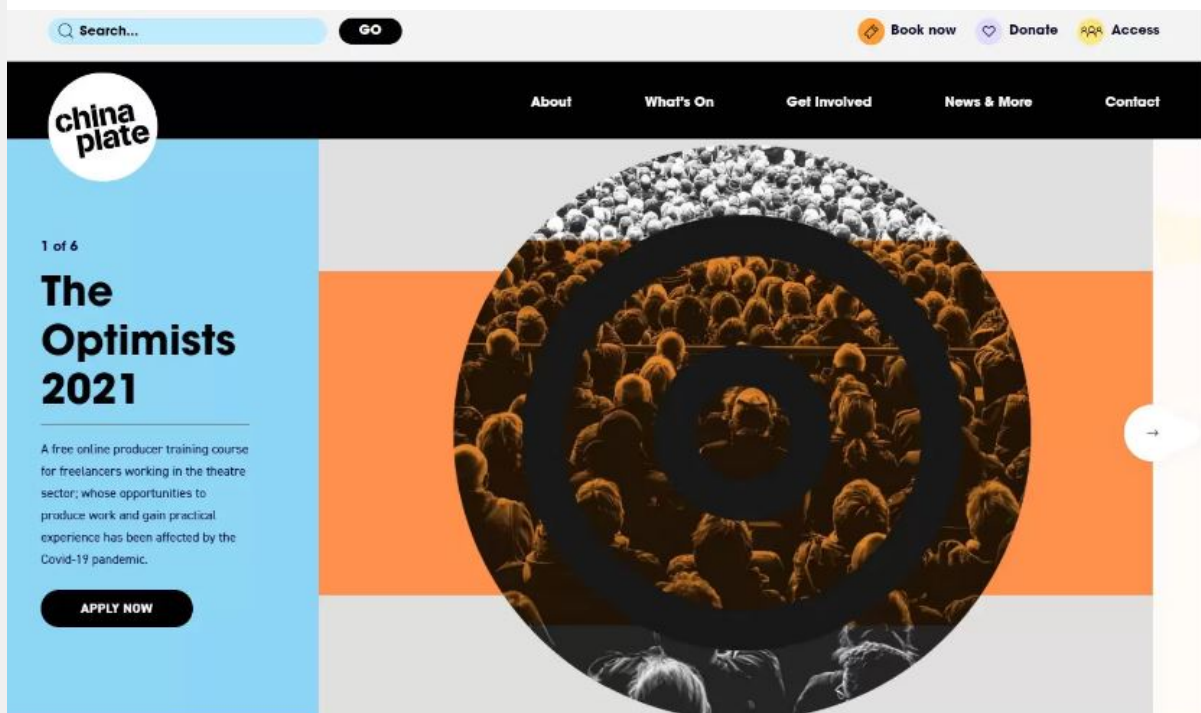 Search...
GO
Book now
Donate
Access
china
plate
About
What's On
Get Involved
News & More
Contact
1 of 6
The
Optimists
2021
A free online producer training course
for freelancers working in the theatre
sector; whose opportunities to
produce work and gain practical
experience has been affected by the
Covid-19 pandemic.
APPLY NOW